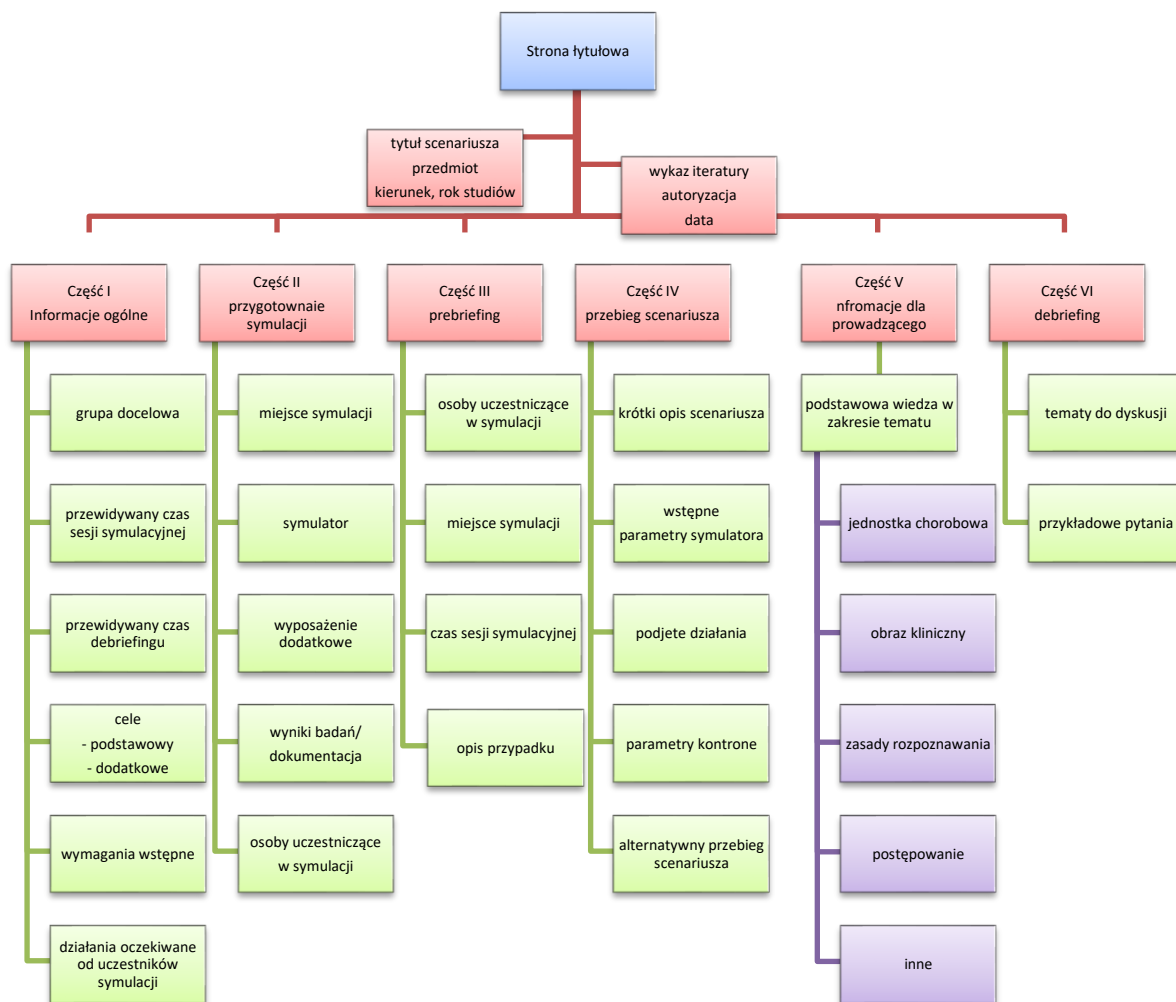 Strona łytułowa
tytuł scenariusza
przedmiot
kierunek, rok studiów
wykaz iteratury
autoryzacja
data
Część I
Informacje ogólne
grupa docelowa
przewidywany czas
sesji symulacyjnej
przewidywany czas
debriefingu
cele
- podstawowy
- dodatkowe
wymagania wstępne
działania oczekiwane
od uczestników
symulacji
Część II
przygotownaie
symulacji
miejsce symulacji
symulator
wyposażenie
dodatkowe
wyniki badań/
dokumentacja
osoby uczestniczące
w symulacji
Część III
prebriefing
osoby uczestniczące
w symulacji
miejsce symulacji
czas sesji symulacyjnej
opis przypadku
Część IV
przebieg scenariusza
krótki opis scenariusza
wstępne
parametry symulatora
podjete działania
parametry kontrone
alternatywny przebieg
scenariusza
Część V
nfromacje dla
prowadzącego
podstawowa wiedza w
zakresie tematu
jednostka chorobowa
obraz kliniczny
zasady rozpoznawania
postępowanie
inne
Część VI
debriefing
tematy do dyskusji
przykładowe pytania